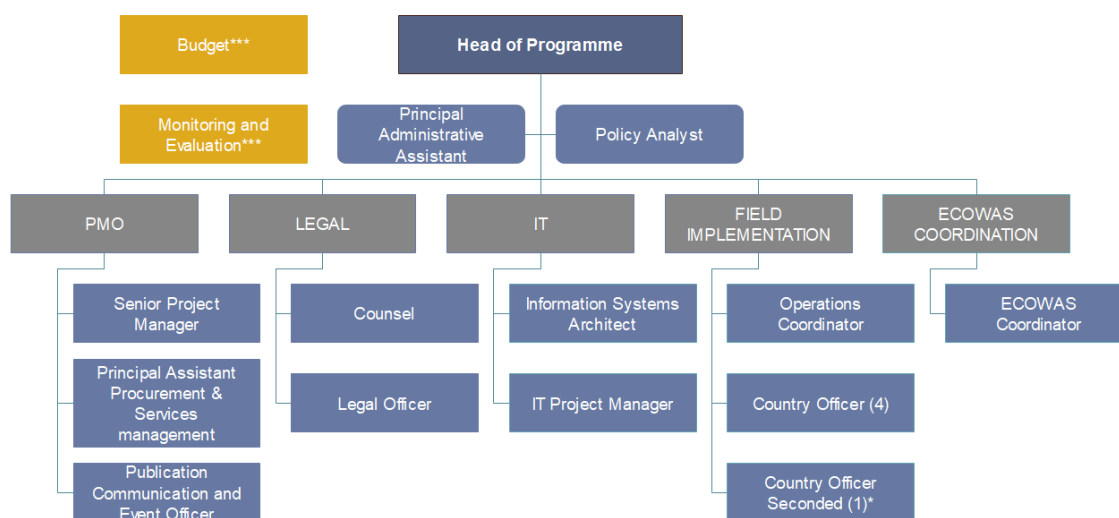 Budget***
Head of Programme
Monitoring and
Evaluation***
Principal
Administrative
Assistant
Policy Analyst
PMO
LEGAL
IT
FIELD
IMPLEMENTATION
ECOWAS
COORDINATION
Senior Project
Manager
Counsel
Information Systems
Architect
Operations
Coordinator
ECOWAS
Coordinator
Principal Assistant
Procurement &
Services
management
Legal Officer
IT Project Manager
Country Officer (4)
Publication
Communication and
Event Officer
Country Officer
Seconded (1)*